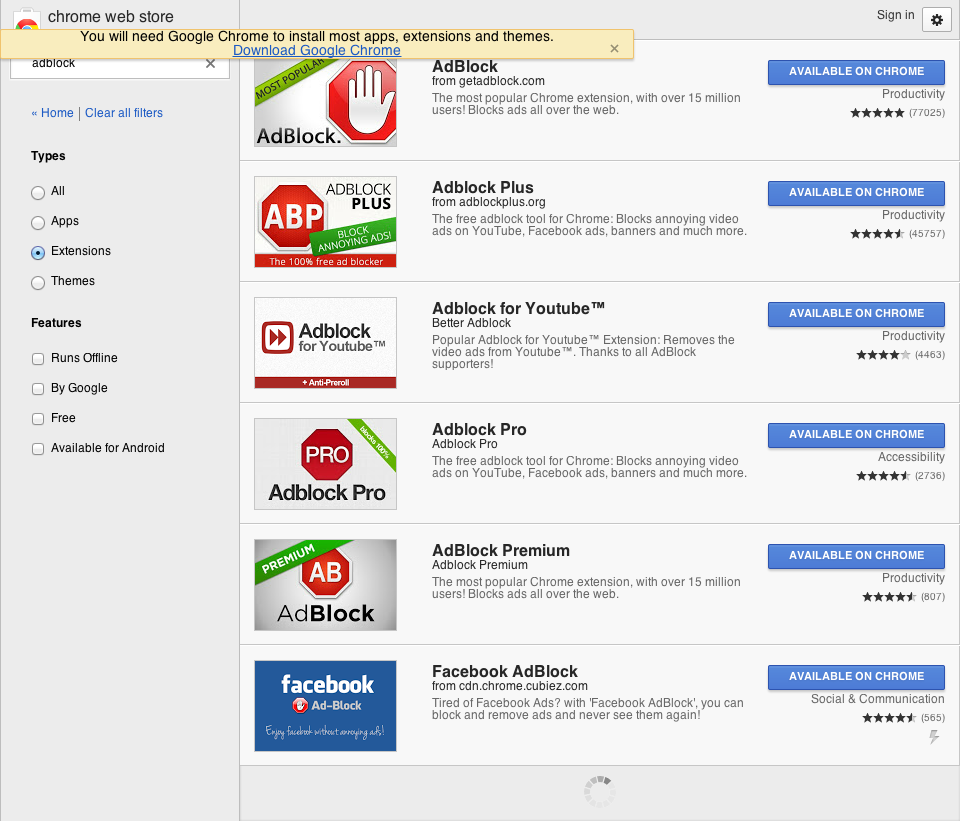 chrome web store
Sign in
You will need Google Chrome to install most apps, extensions and themes.
Download Google Chrome
adblock
« Home | Clear all filters
Types
All
Apps
Extensions
Themes
Features
Runs Offline
By Google
Free
Available for Android
MOST POPULAR
AdBlock.
AdBlock
from getadblock.com
The most popular Chrome extension, with over 15 million
users! Blocks ads all over the web.
AVAILABLE ON CHROME
Productivity
(77025)
ABP
ADBLOCK
PLUS
BLOCK
ANNOYING ADS!
The 100% free ad blocker
Adblock Plus
from adblockplus.org
The free adblock tool for Chrome: Blocks annoying video
ads on YouTube, Facebook ads, banners and much more.
AVAILABLE ON CHROME
Productivity
(45757)
Adblock
for Youtube™
+ Anti-Preroll
Adblock for Youtube™
Better Adblock
Popular Adblock for Youtube™ Extension: Removes the
video ads from Youtube™. Thanks to all AdBlock
supporters!
AVAILABLE ON CHROME
Productivity
(4463)
blocks 100%
PRO
Adblock Pro
Adblock Pro
Adblock Pro
The free adblock tool for Chrome: Blocks annoying video
ads on YouTube, Facebook ads, banners and much more.
AVAILABLE ON CHROME
Accessibility
(2736)
PREMIUM
AB
AdBlock
AdBlock Premium
Adblock Premium
The most popular Chrome extension, with over 15 million
users! Blocks ads all over the web.
AVAILABLE ON CHROME
Productivity
(807)
facebook
Ad-Block
Enjoy facebook without annoying ads!
Facebook AdBlock
from cdn.chrome.cubiez.com
Tired of Facebook Ads? with 'Facebook AdBlock', you can
block and remove ads and never see them again!
AVAILABLE ON CHROME
Social & Communication
(565)